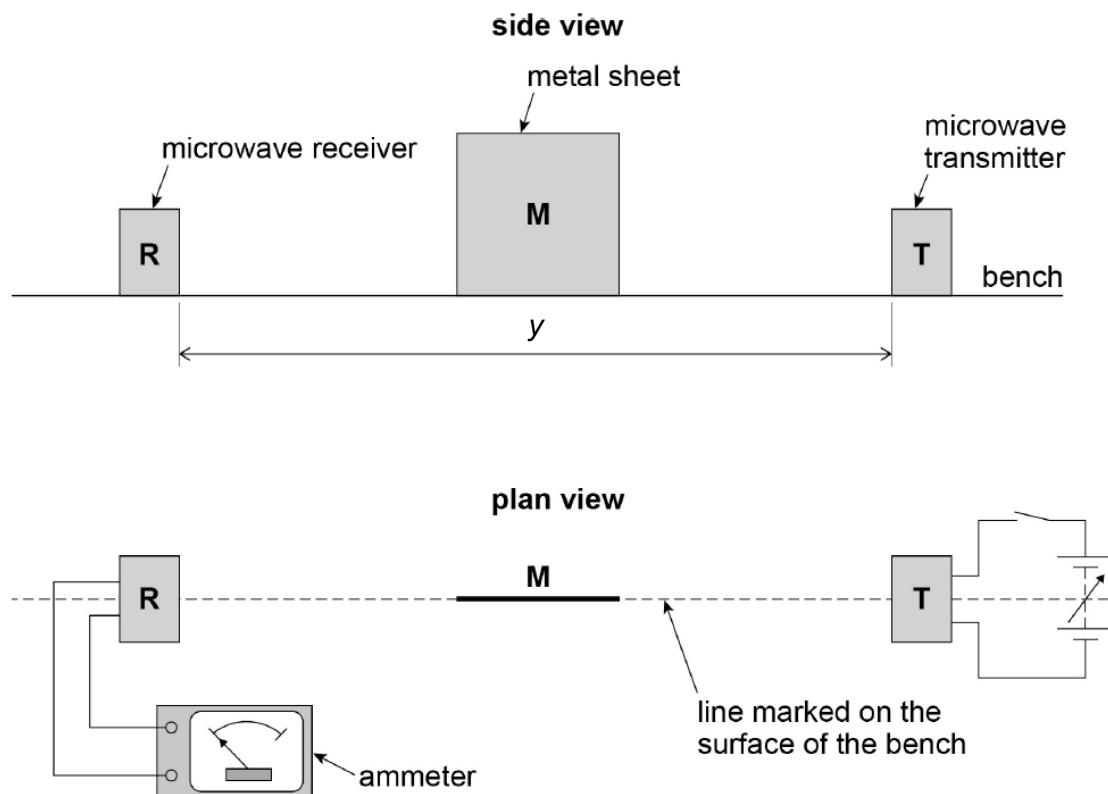 side view
metal sheet
microwave receiver
microwave
transmitter
M
R
T
bench
y
plan view
M
R
T
line marked on the
surface of the bench
ammeter